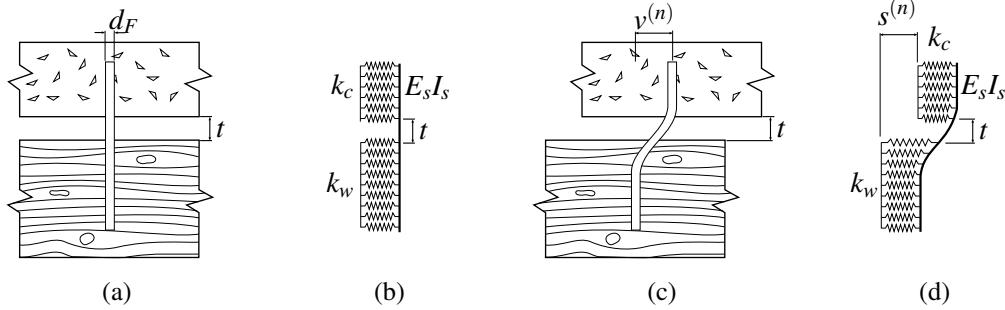 d_F
t
(a)
k_c
E_sI_s
t
k_w
(b)
v^{(n)}
t
(c)
s^{(n)}
k_c
E_sI_s
t
k_w
(d)